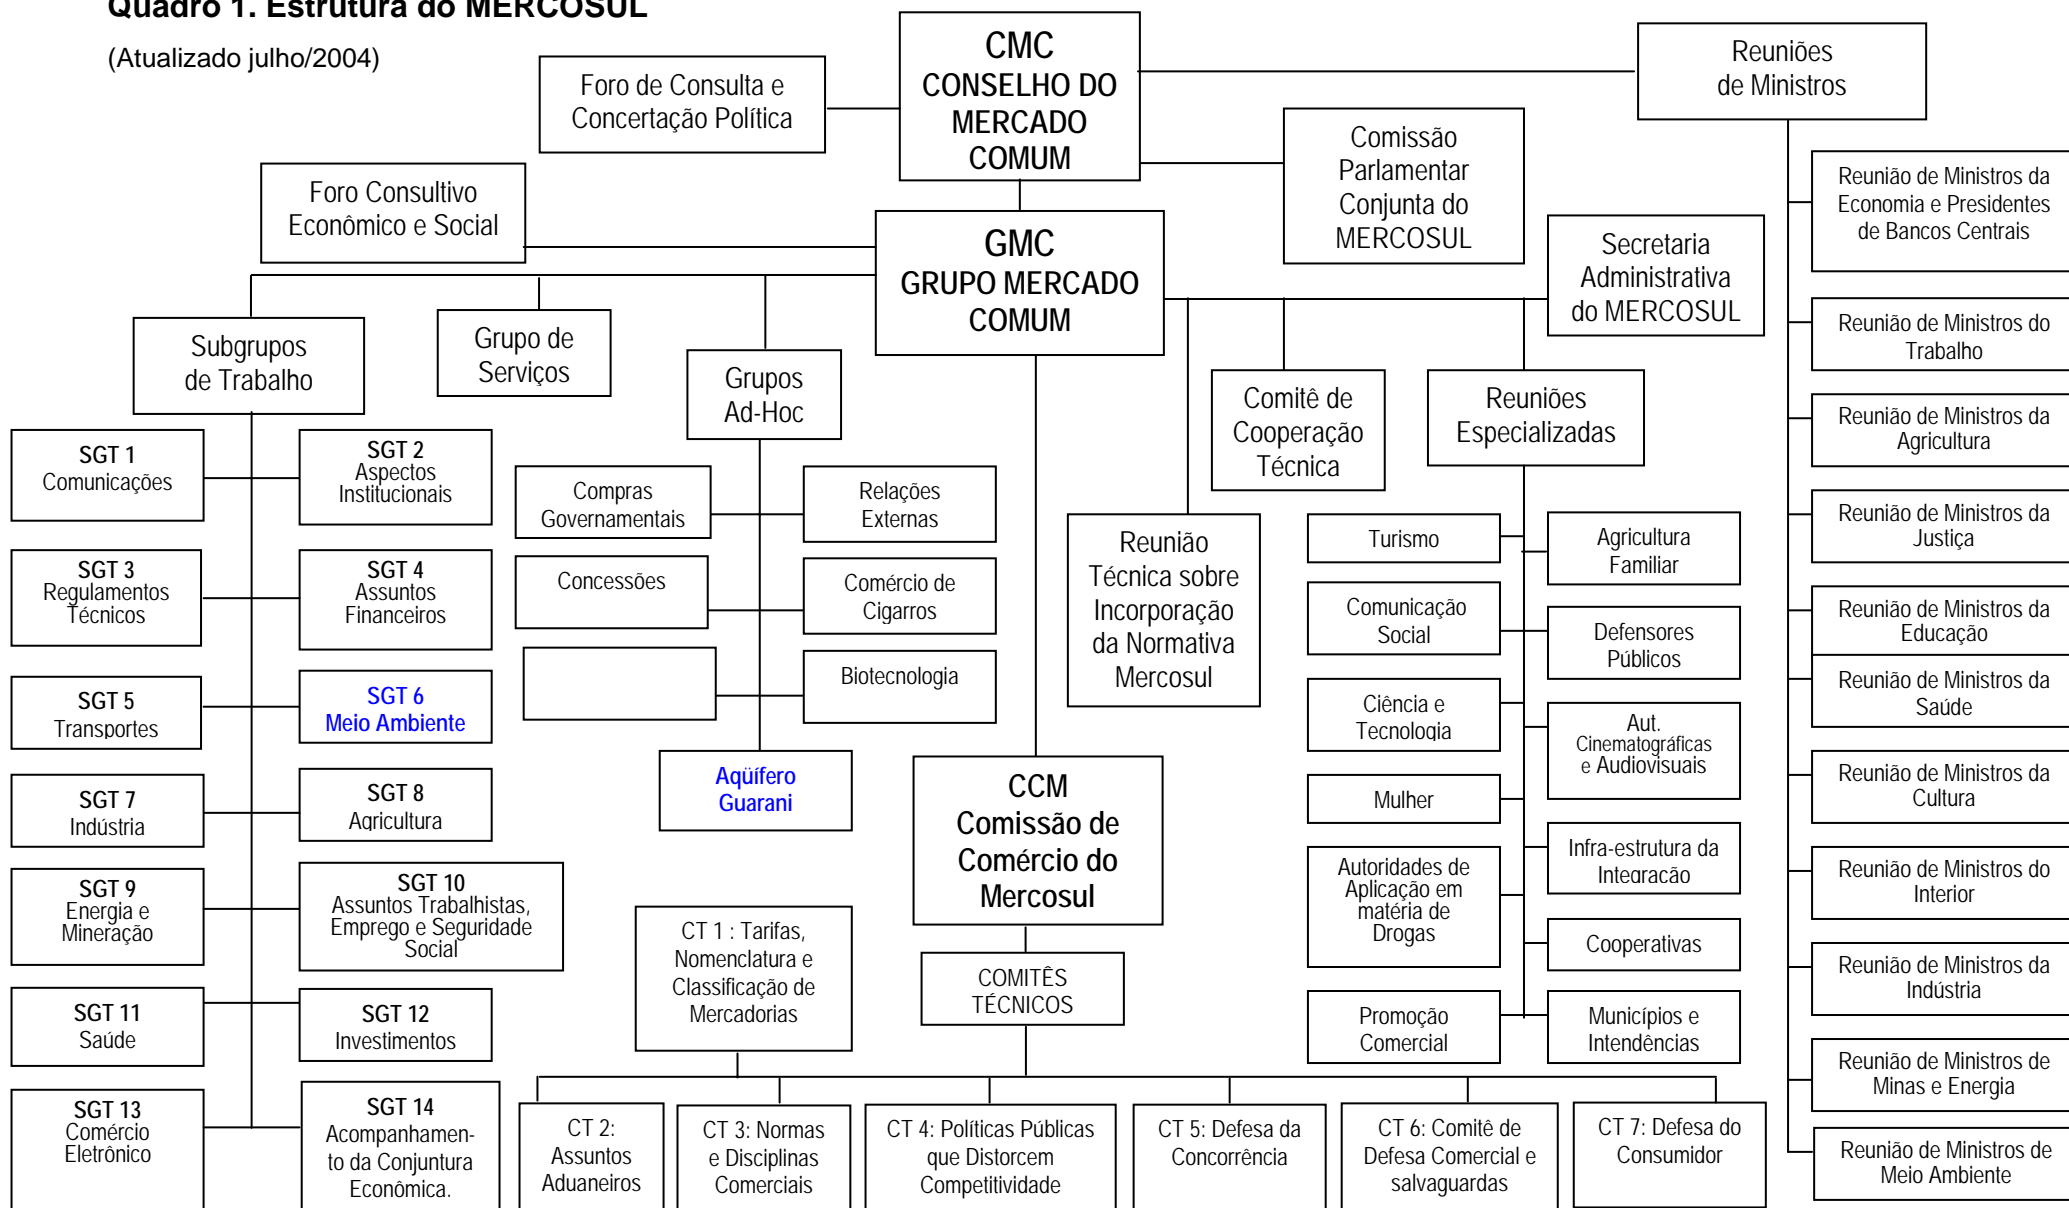 Quadro 1. Estrutura do MERCOSUL
(Atualizado julho/2004)
CMC
CONSELHO DO
MERCADO
COMUM
Reuniões
de Ministros
Foro de Consulta e
Concertação Política
Comissão
Parlamentar
Conjunta do
MERCOSUL
Foro Consultivo
Econômico e Social
GMC
GRUPO MERCADO
COMUM
Secretaria
Administrativa
do MERCOSUL
Subgrupos
de Trabalho
Grupo de
Serviços
Grupos
Ad-Hoc
Comitê de
Cooperação
Técnica
Reuniões
Especializadas
SGT 1
Comunicações
SGT 2
Aspectos
Institucionais
SGT 3
Regulamentos
Técnicos
SGT 4
Assuntos
Financeiros
SGT 5
Transportes
SGT 6
Meio Ambiente
SGT 7
Indústria
SGT 8
Agricultura
SGT 9
Energia e
Mineração
SGT 10
Assuntos Trabalhistas,
Emprego e Seguridade
Social
SGT 11
Saúde
SGT 12
Investimentos
SGT 13
Comércio
Eletrônico
SGT 14
Acompanhamen-
to da Conjuntura
Econômica.
Compras
Governamentais
Relações
Externas
Concessões
Comércio de
Cigarros
Biotecnologia
Aqüífero
Guarani
Reunião
Técnica sobre
Incorporação
da Normativa
Mercosul
CCM
Comissão de
Comércio do
Mercosul
COMITÊS
TÉCNICOS
CT 1 : Tarifas,
Nomenclatura e
Classificação de
Mercadorias
CT 2:
Assuntos
Aduaneiros
CT 3: Normas
e Disciplinas
Comerciais
CT 4: Políticas Públicas
que Distorcem
Competitividade
CT 5: Defesa da
Concorrência
CT 6: Comitê de
Defesa Comercial e
salvaguardas
CT 7: Defesa do
Consumidor
Turismo
Agricultura
Familiar
Comunicação
Social
Defensores
Públicos
Ciência e
Tecnologia
Aut.
Cinematográficas
e Audiovisuais
Mulher
Infra-estrutura da
Integração
Autoridades de
Aplicação em
matéria de
Drogas
Cooperativas
Promoção
Comercial
Municípios e
Intendências
Reunião de Ministros da
Economia e Presidentes
de Bancos Centrais
Reunião de Ministros do
Trabalho
Reunião de Ministros da
Agricultura
Reunião de Ministros da
Justiça
Reunião de Ministros da
Educação
Reunião de Ministros da
Saúde
Reunião de Ministros da
Cultura
Reunião de Ministros do
Interior
Reunião de Ministros da
Indústria
Reunião de Ministros de
Minas e Energia
Reunião de Ministros de
Meio Ambiente